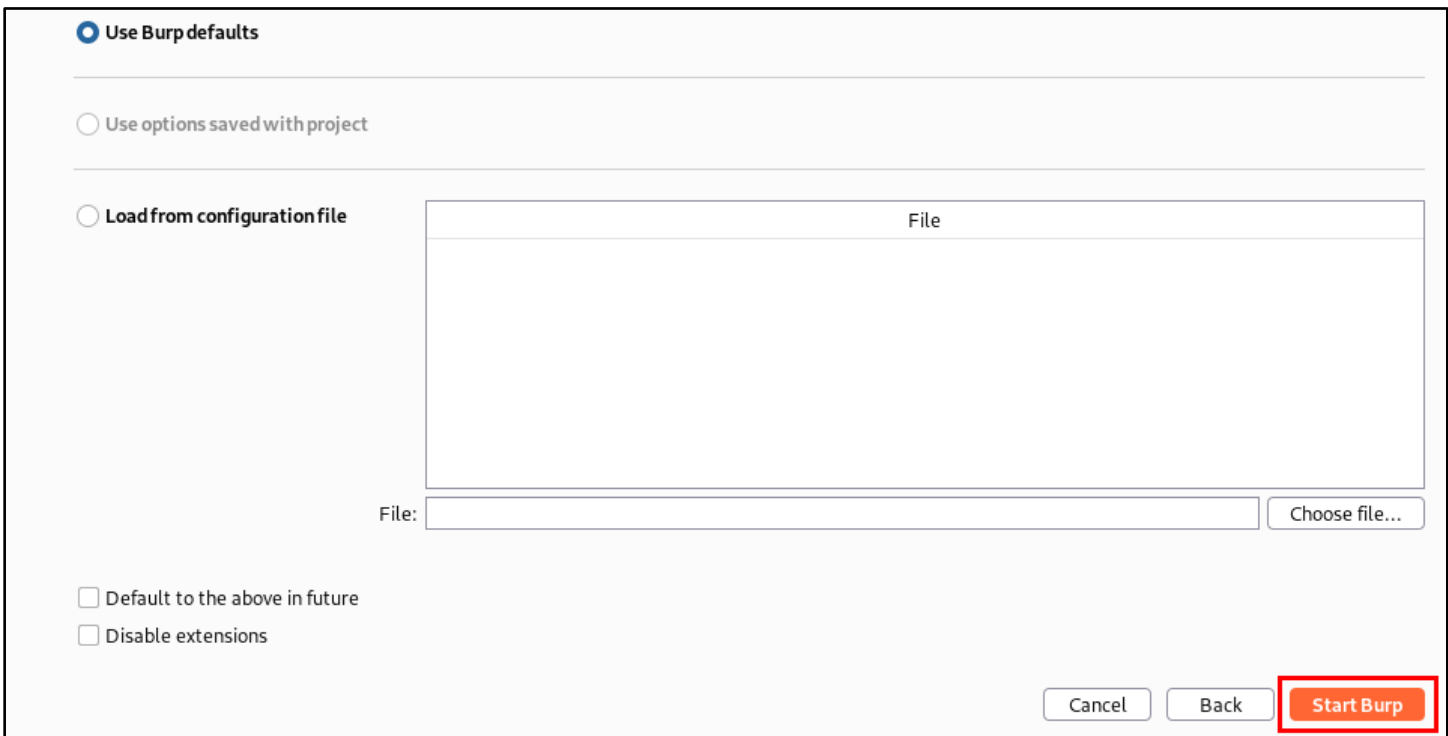 Use Burp defaults
Use options saved with project
Load from configuration file
File
File:
Choose file...
Default to the above in future
Disable extensions
Cancel
Back
Start Burp